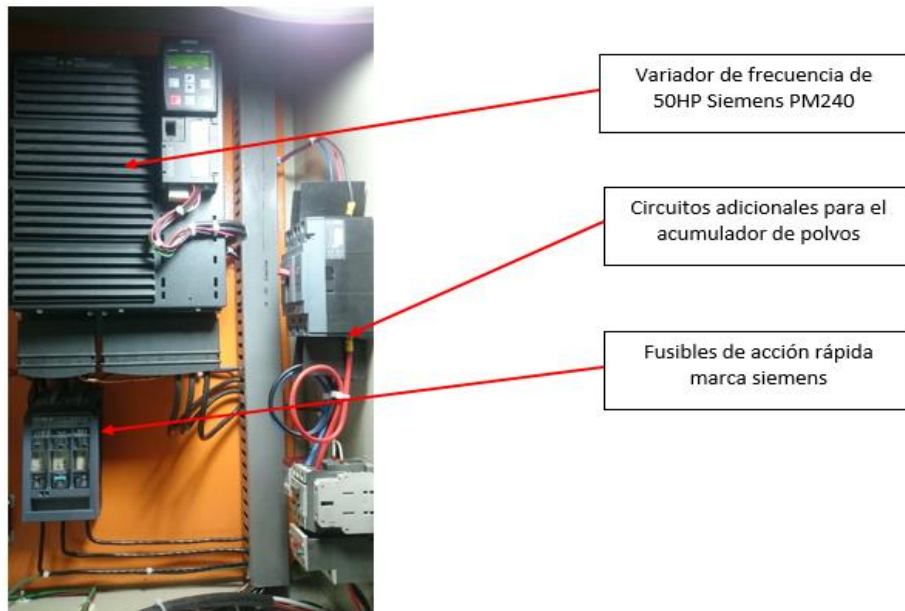 Variador de frecuencia de
50HP Siemens PM240
Circuitos adicionales para el
acumulador de polvos
Fusibles de acción rápida
marca siemens